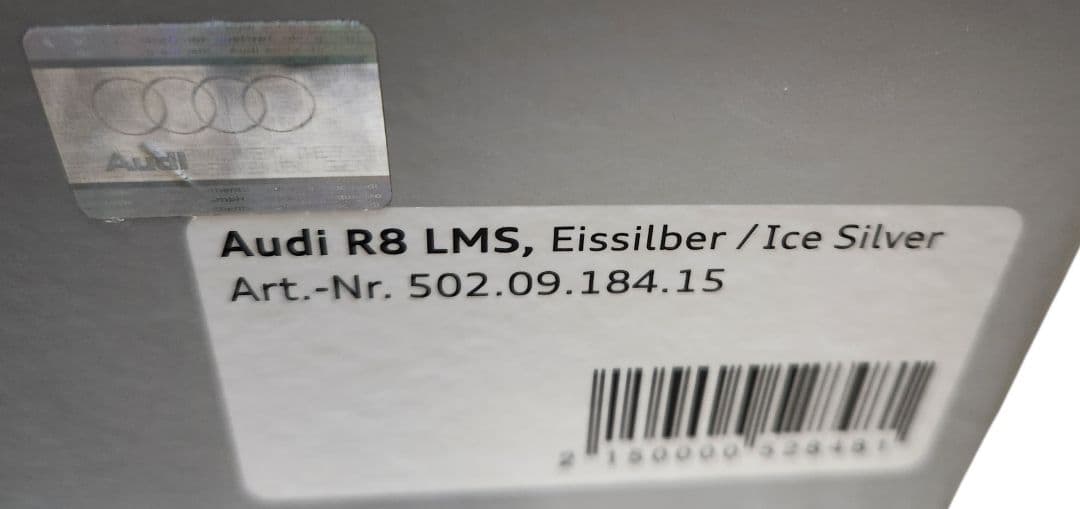 Audi
Audi R8 LMS, Eissilber / Ice Silver
Art.-Nr. 502.09.184.15